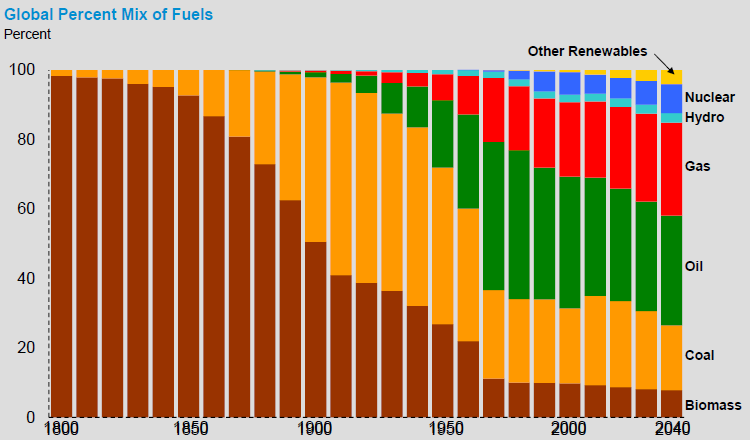 Global Percent Mix of Fuels
Percent
Other Renewables
100
Nuclear
Hydro
80
Gas
60
Oil
40
Coal
20
Biomass
0
1800 1850 1900 1950 2000 2040